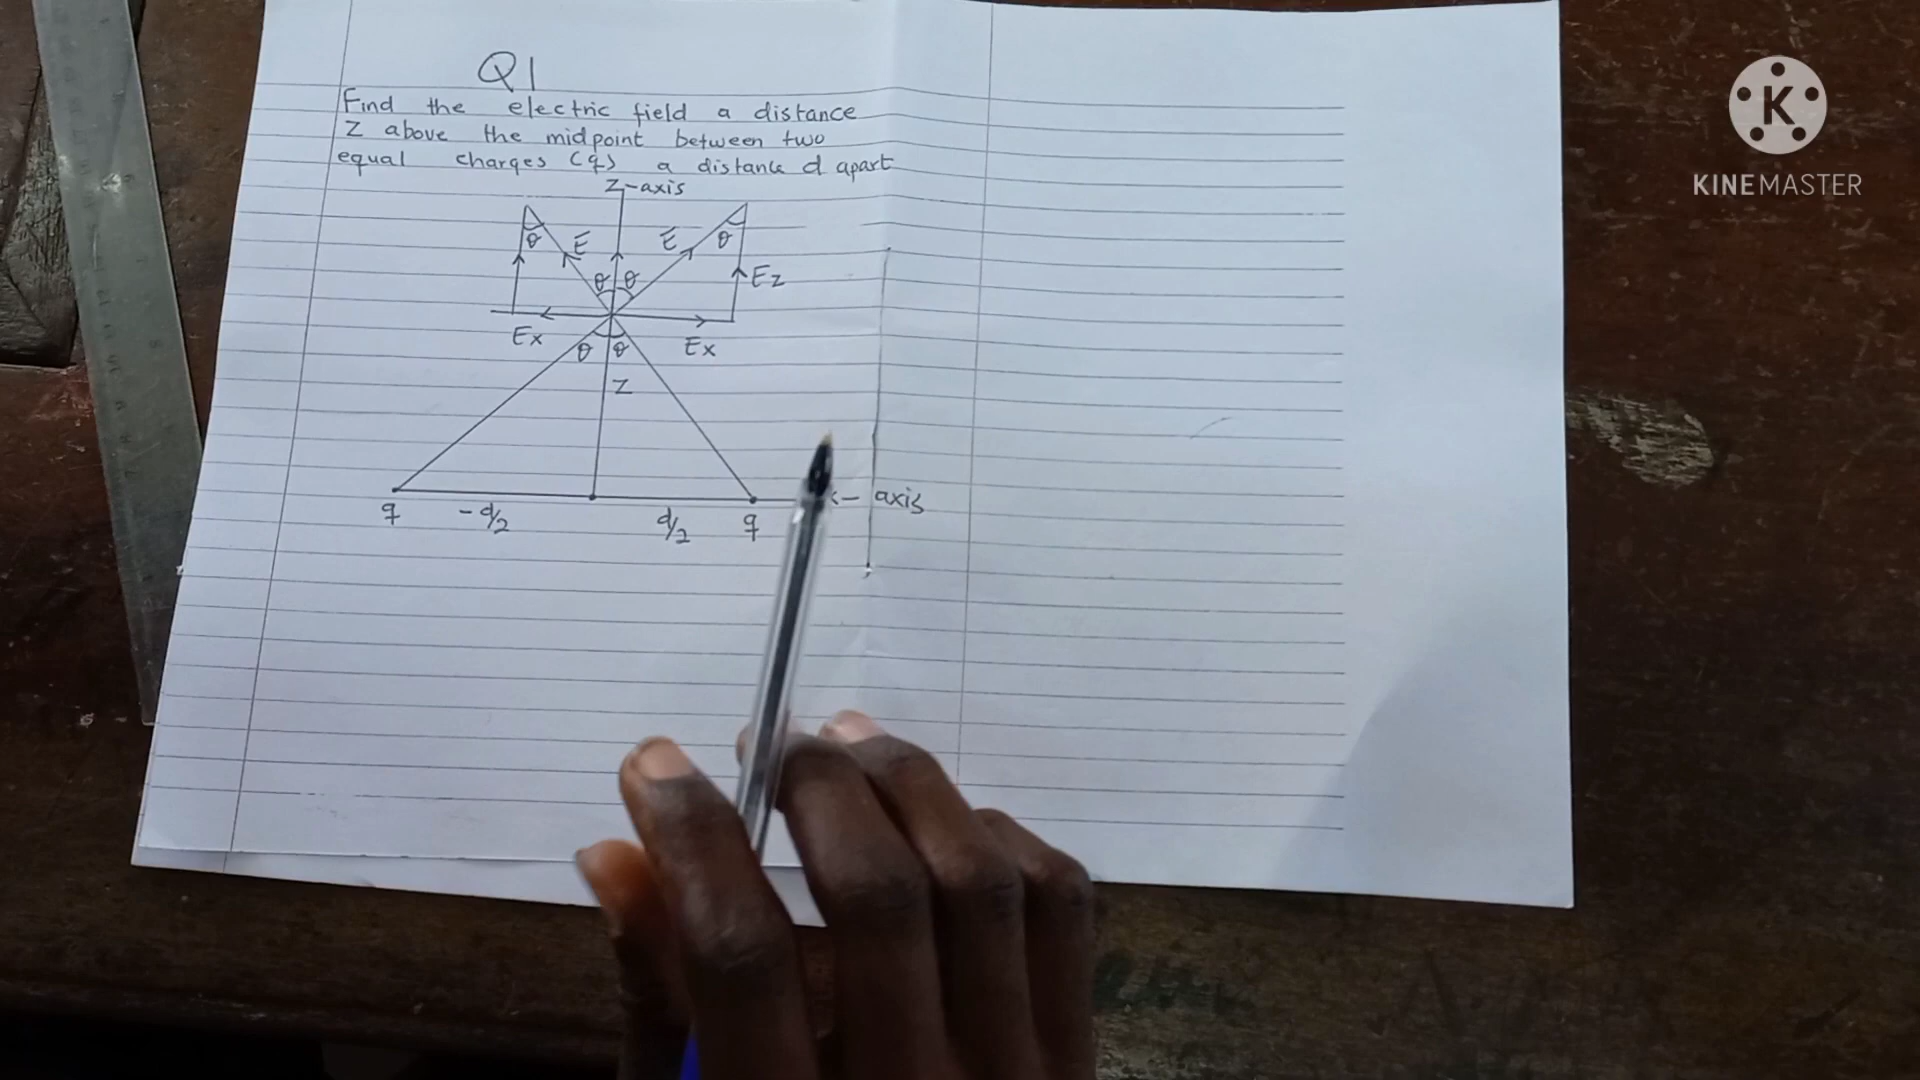 Q1
Find the electric field a distance
Z above the midpoint between two
equal charges (q) a distance d apart
Z-axis
θ E E θ
θ θ Ez
Ex Ex
θ θ
Z
- axis
q -d/2 d/2 q
K
KINEMASTER